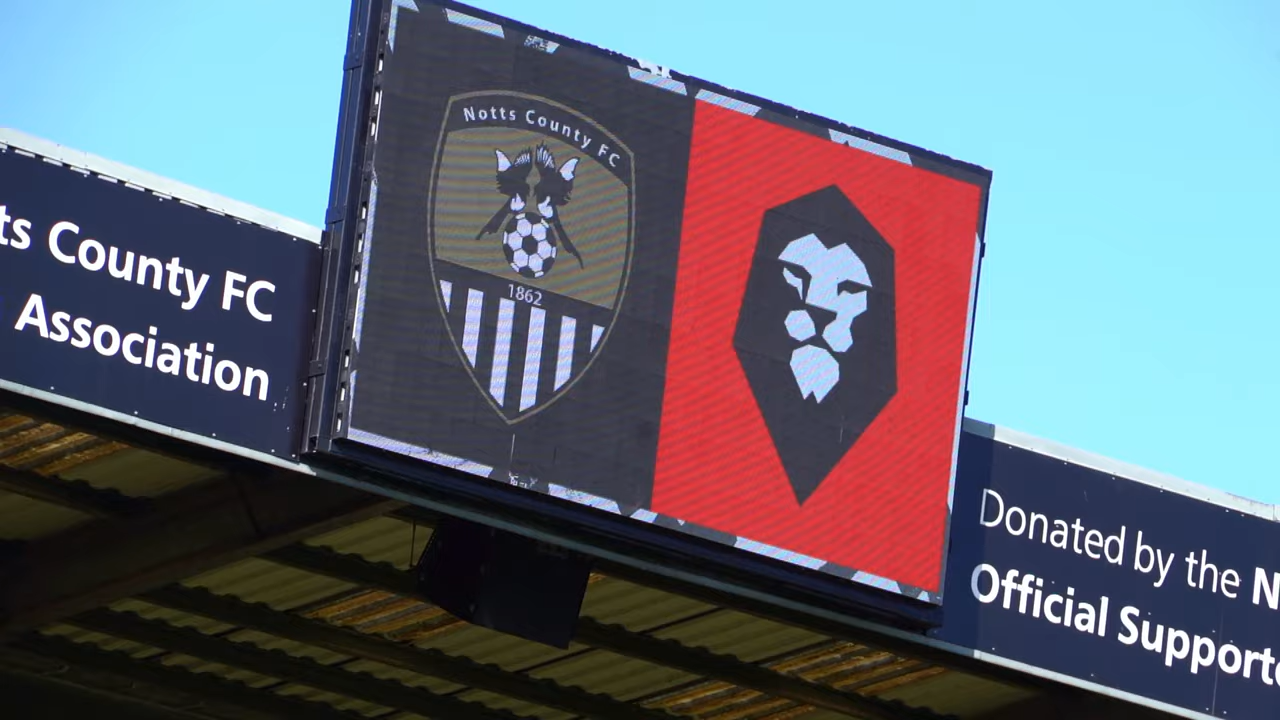 Notts County FC
1862
ts County FC
Association
Donated by the N
Official Supporte